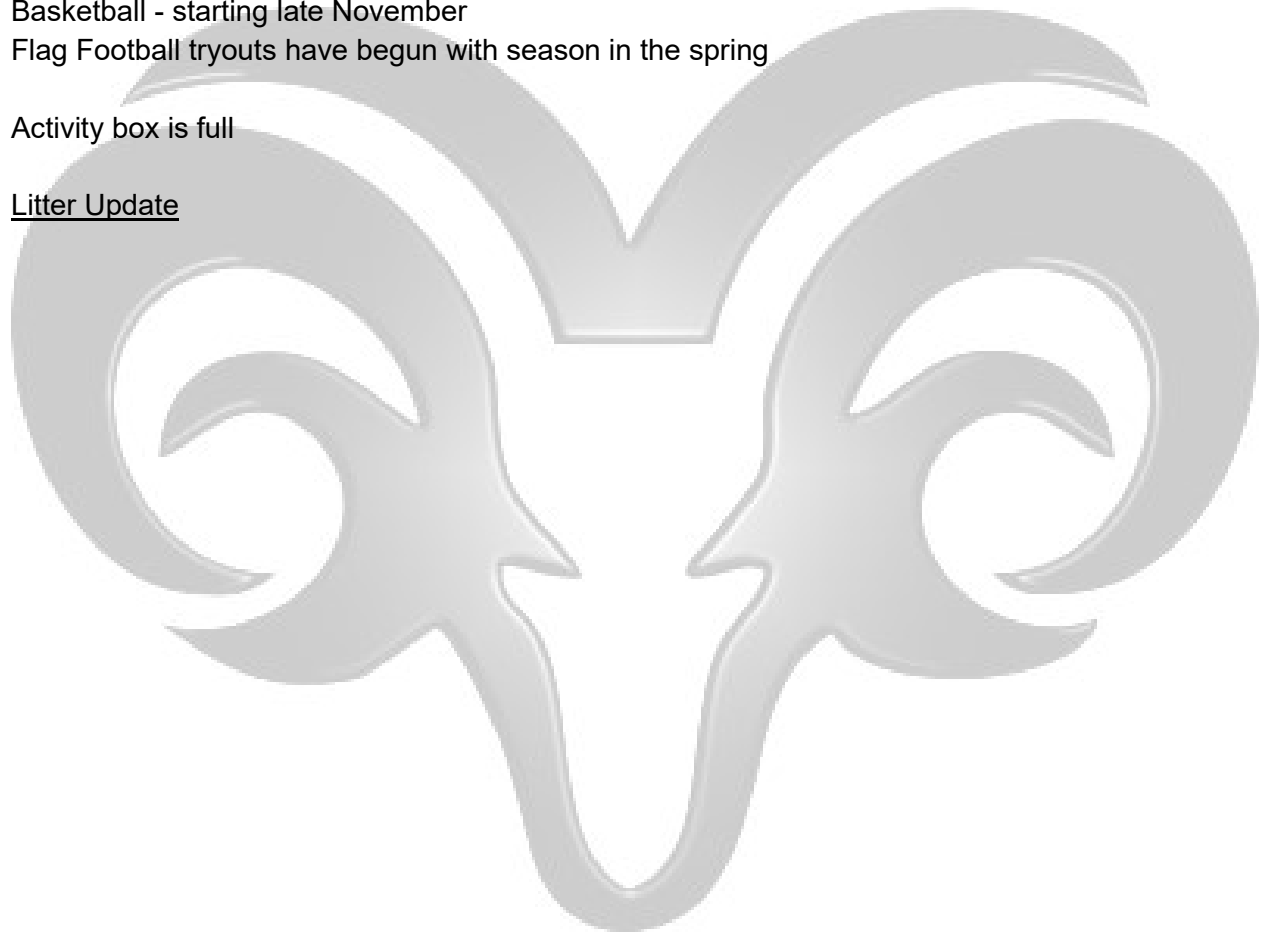 Basketball - starting late November
Flag Football tryouts have begun with season in the spring
Activity box is full
Litter Update